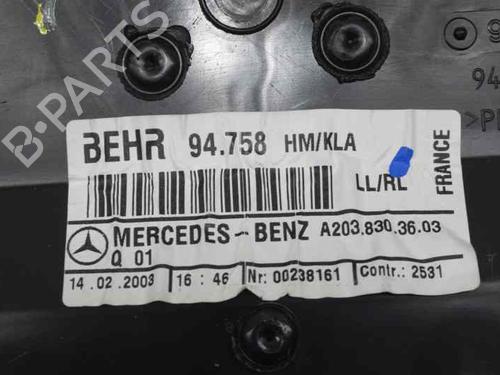 BEHR 94.758 HM/KLA
LL/RL
FRANCE
MERCEDES-BENZ A203.830.36.03
Q 01
14.02.2003 16:46 Nr: 00238161 Contr.: 2531
B-PARTS